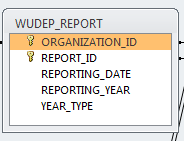 WUDEP_REPORT
ORGANIZATION_ID
REPORT_ID
REPORTING_DATE
REPORTING_YEAR
YEAR_TYPE